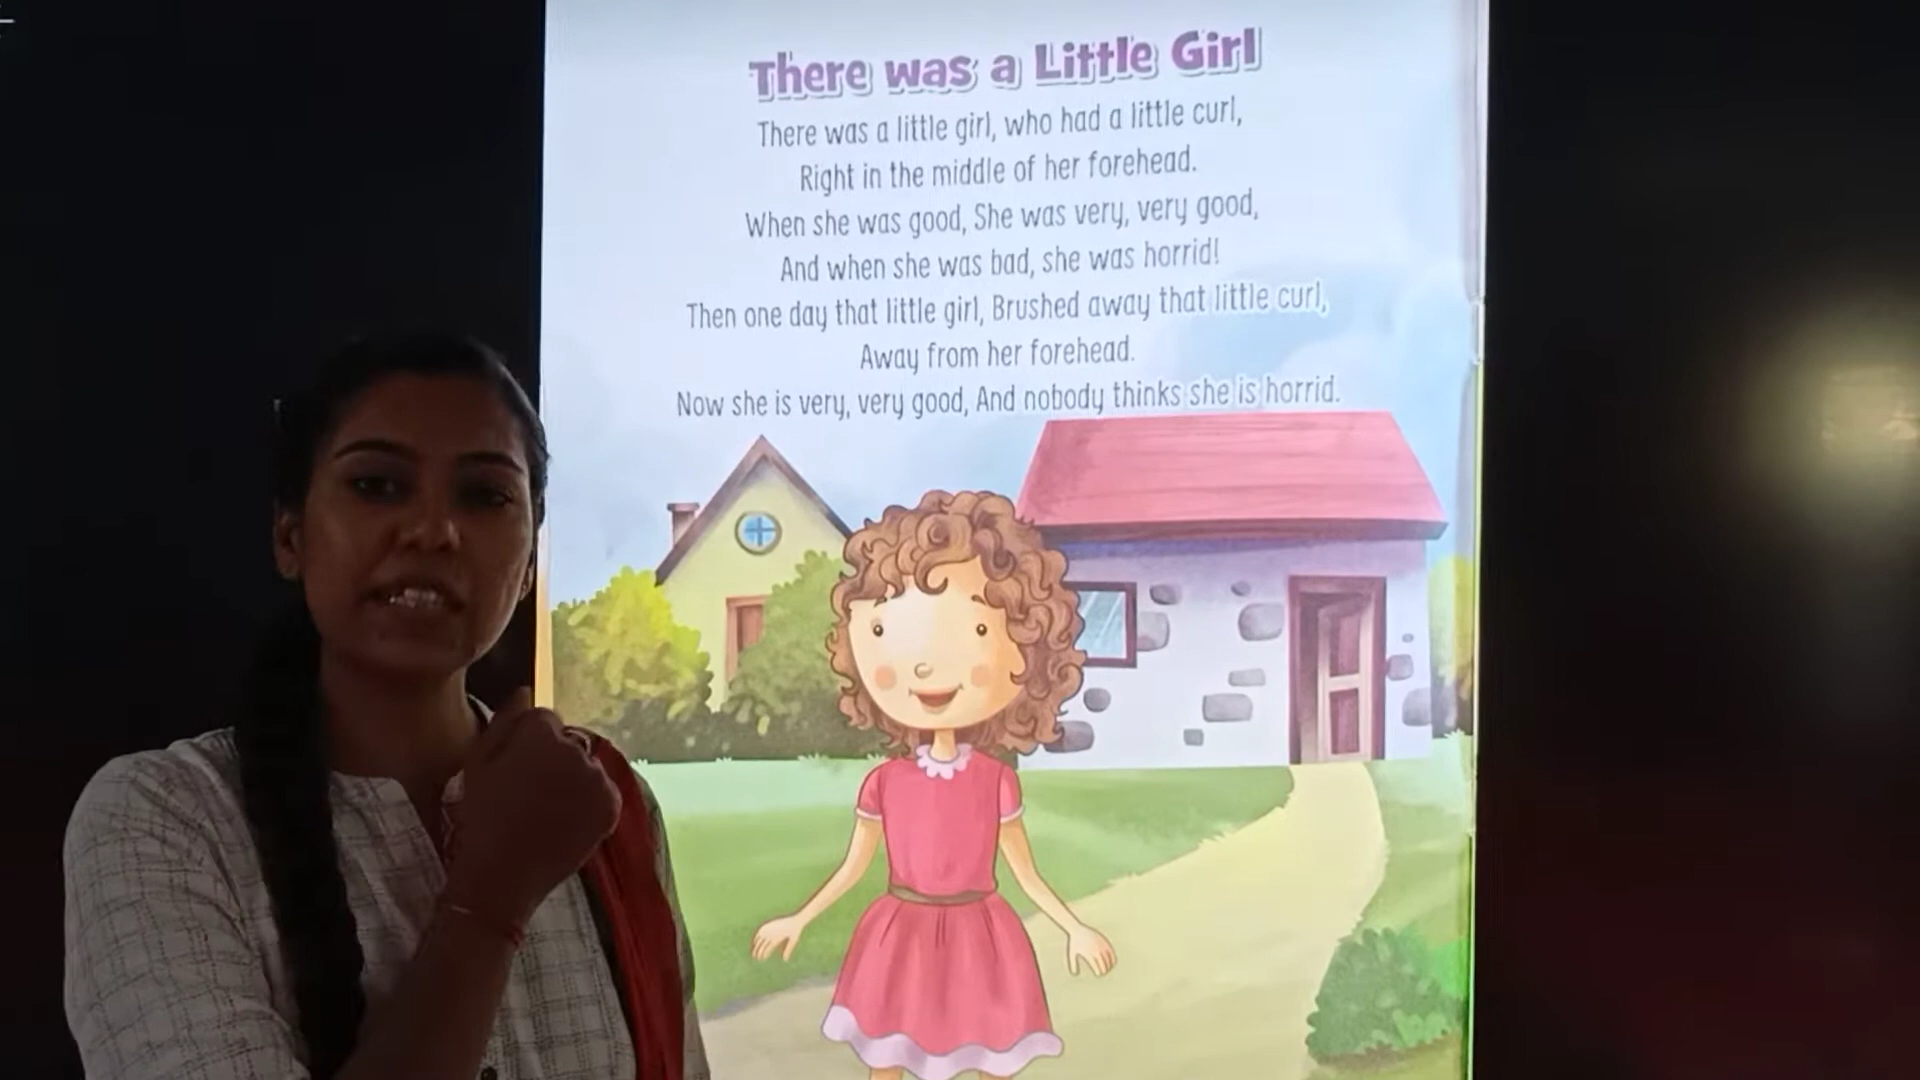 There was a Little Girl
There was a little girl, who had a little curl,
Right in the middle of her forehead.
When she was good, She was very, very good,
And when she was bad, she was horrid!
Then one day that little girl, Brushed away that little curl,
Away from her forehead.
Now she is very, very good, And nobody thinks she is horrid.